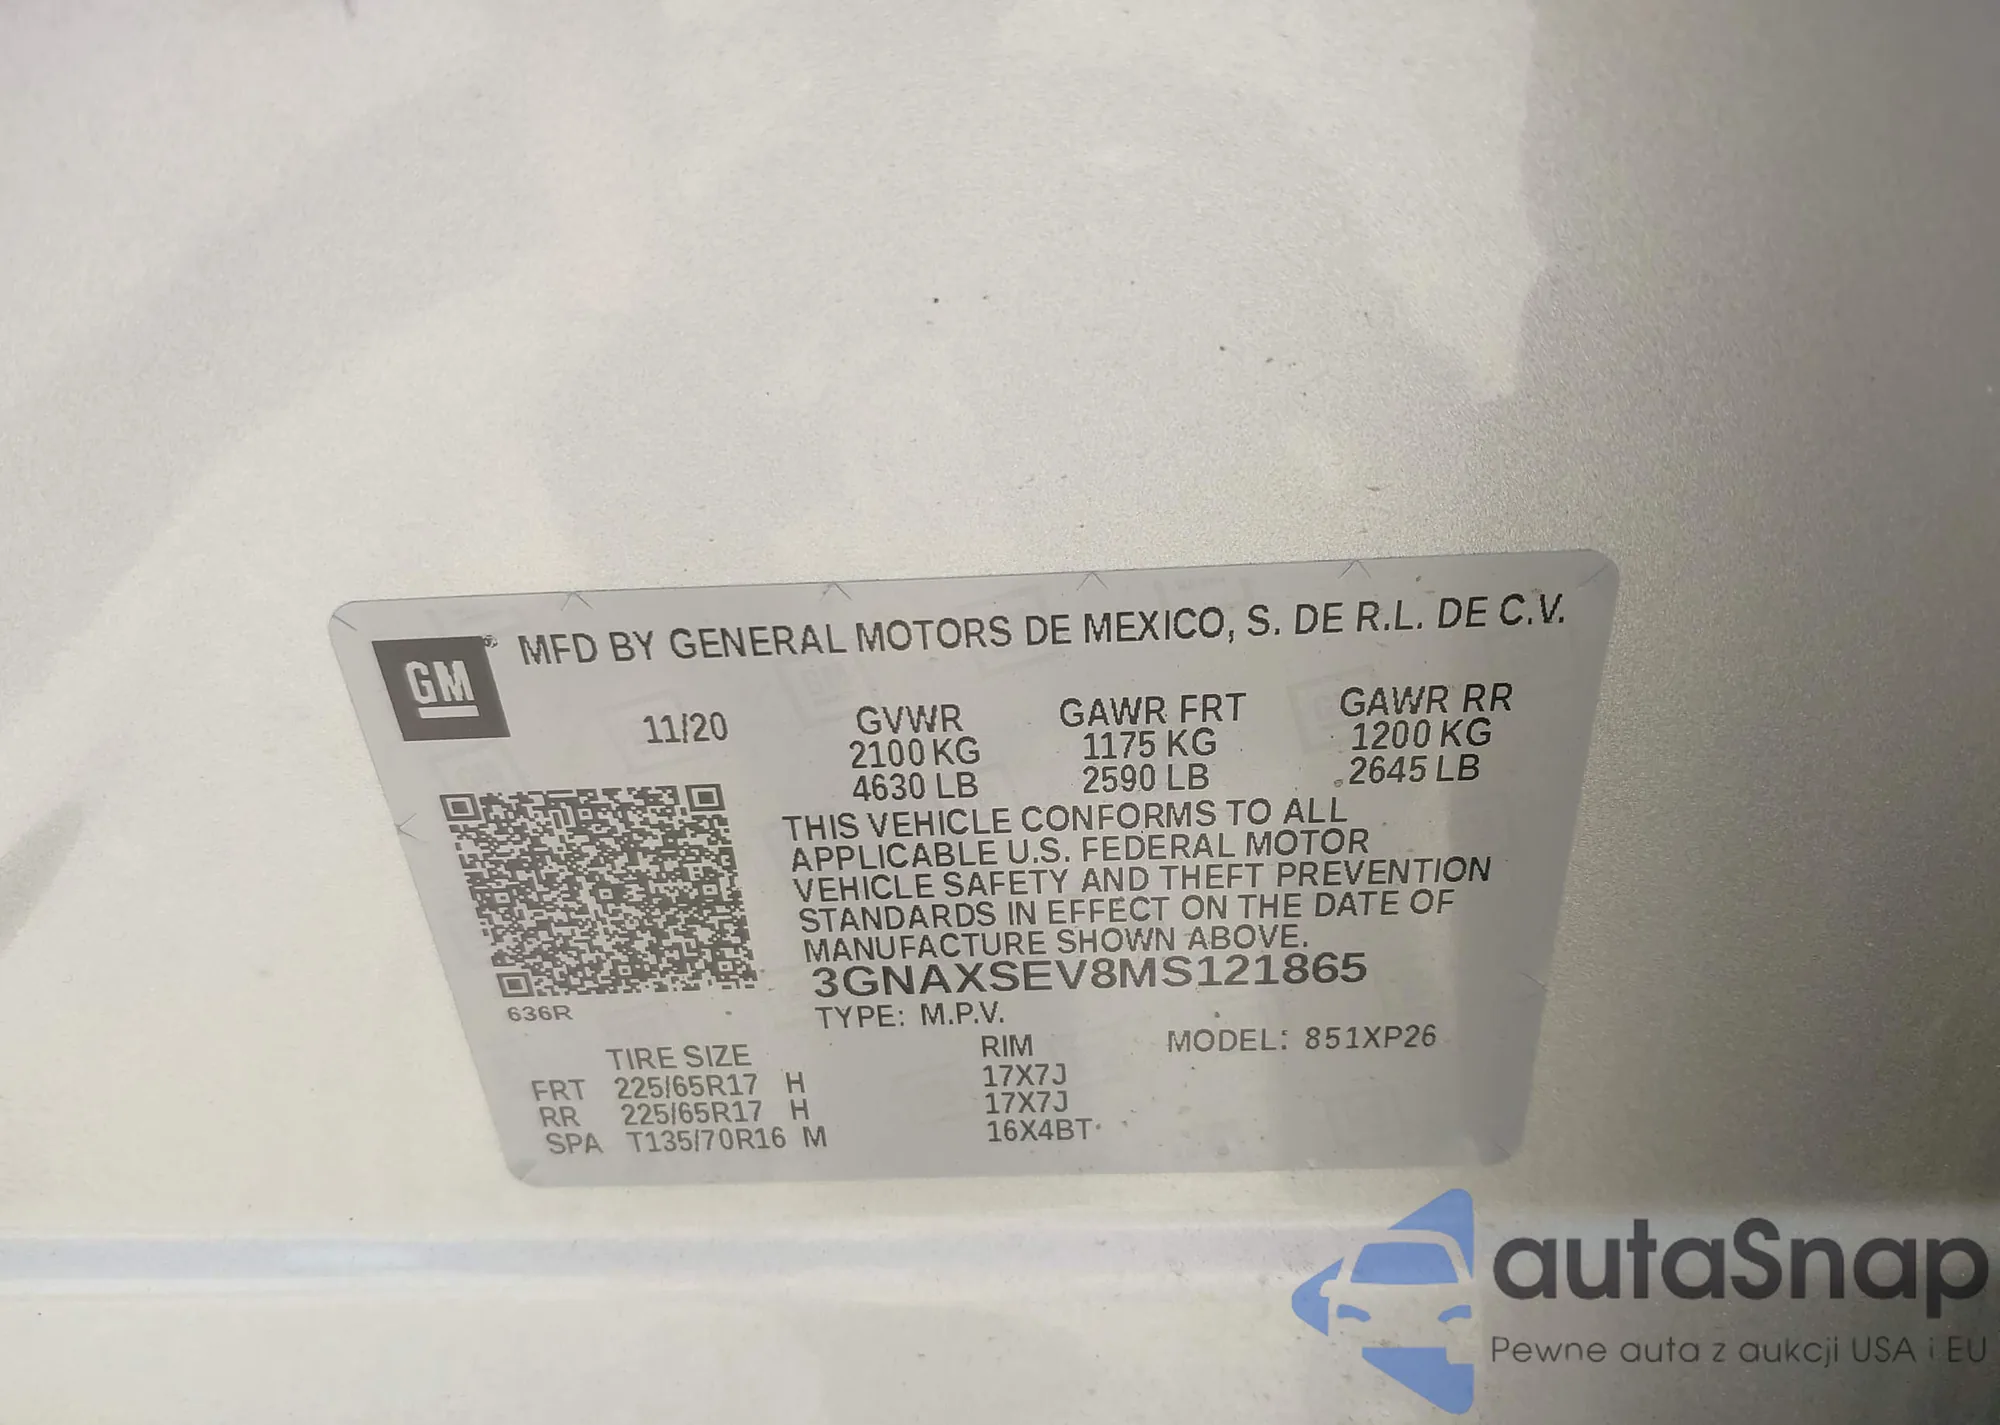 GM
MFD BY GENERAL MOTORS DE MEXICO, S. DE R.L. DE C.V.
11/20 GVWR GAWR FRT GAWR RR
2100 KG 1175 KG 1200 KG
4630 LB 2590 LB 2645 LB
THIS VEHICLE CONFORMS TO ALL
APPLICABLE U.S. FEDERAL MOTOR
VEHICLE SAFETY AND THEFT PREVENTION
STANDARDS IN EFFECT ON THE DATE OF
MANUFACTURE SHOWN ABOVE.
3GNAXSEV8MS121865
636R
TYPE: M.P.V.
MODEL: 851XP26
TIRE SIZE RIM
FRT 225/65R17 H 17X7J
RR 225/65R17 H 17X7J
SPA T135/70R16 M 16X4BT
autaSnap
Pewne auta z aukcji USA i EU